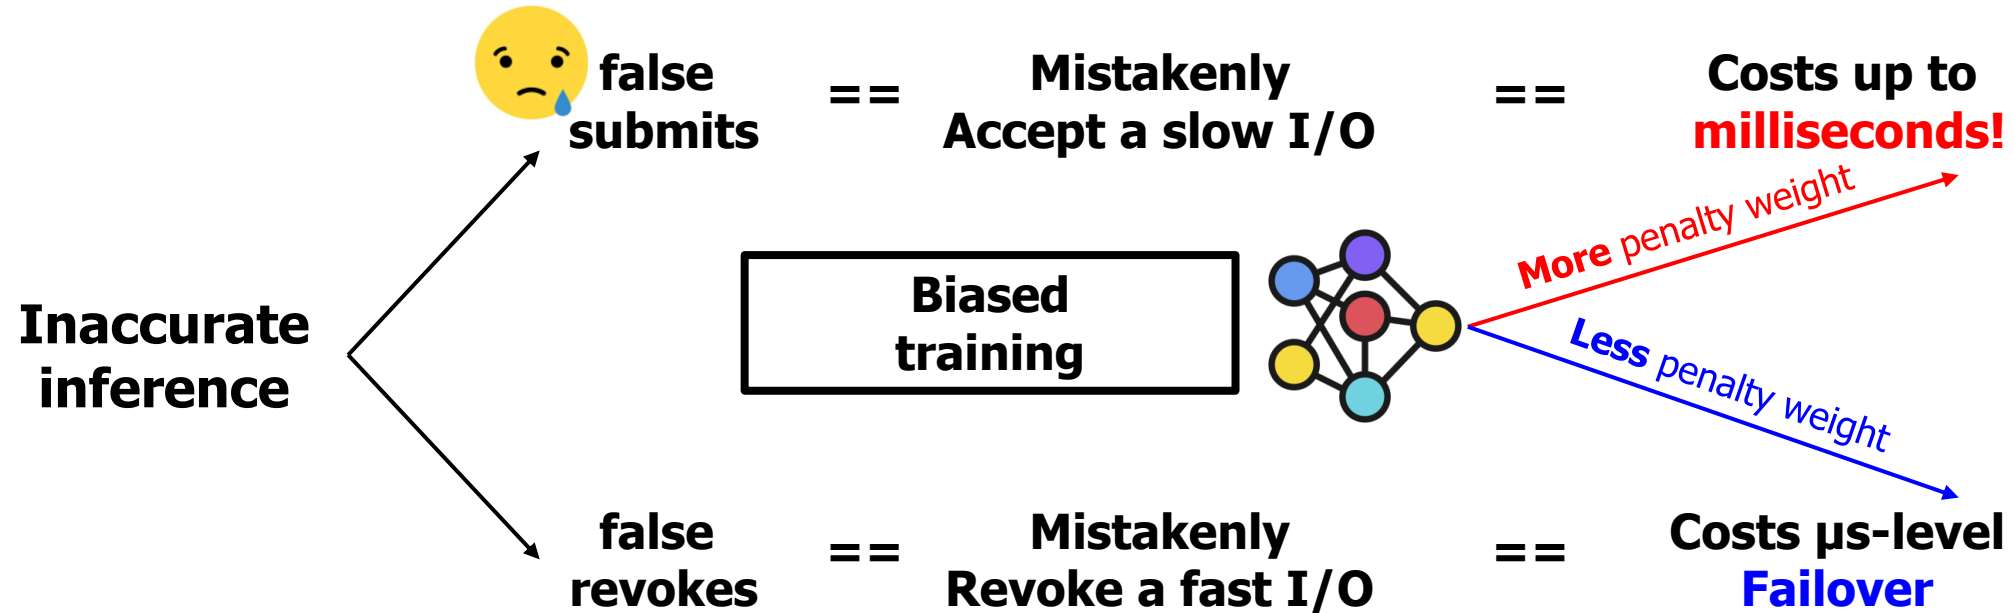 false
submits
==
Mistakenly
Accept a slow I/O
==
Costs up to
milliseconds!
More penalty weight
Biased
training
Inaccurate
inference
Less penalty weight
false
revokes
==
Mistakenly
Revoke a fast I/O
==
Costs µs-level
Failover